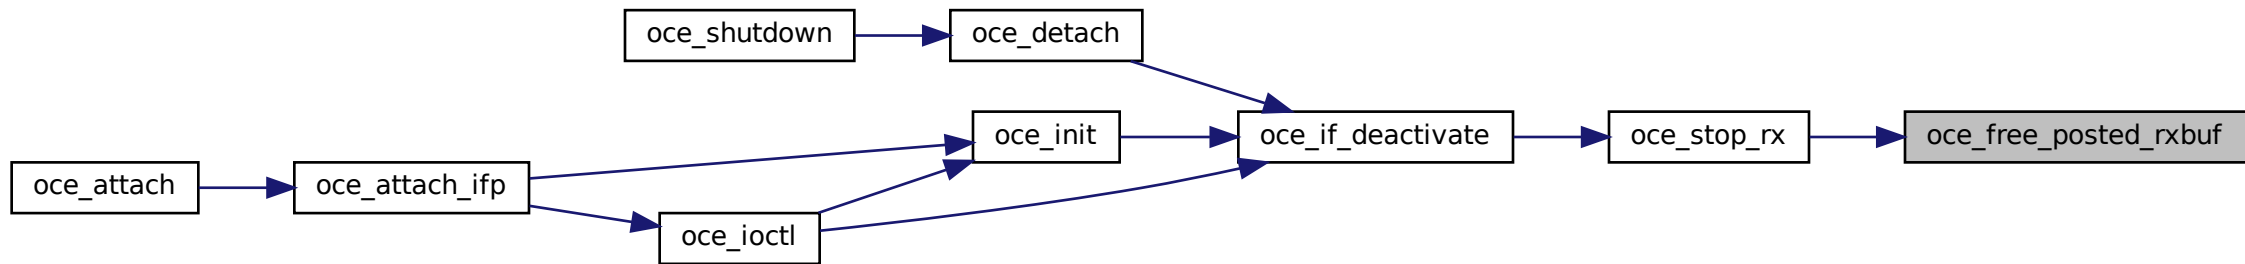 oce_shutdown
oce_detach
oce_init
oce_if_deactivate
oce_stop_rx
oce_free_posted_rxbuf
oce_attach
oce_attach_ifp
oce_ioctl